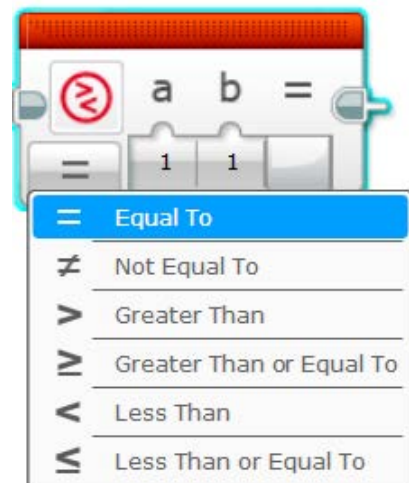 a b =
= 1 1
= Equal To
≠ Not Equal To
> Greater Than
≥ Greater Than or Equal To
< Less Than
≤ Less Than or Equal To